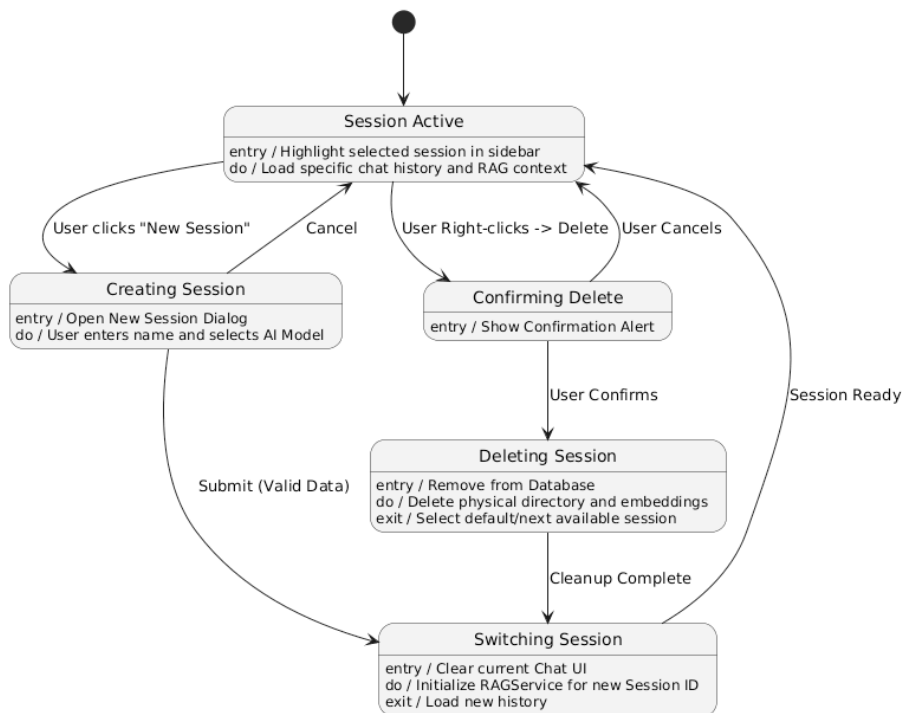 Session Active
entry / Highlight selected session in sidebar
do / Load specific chat history and RAG context
User clicks "New Session"
Cancel
User Right-clicks -> Delete
User Cancels
Creating Session
entry / Open New Session Dialog
do / User enters name and selects AI Model
Confirming Delete
entry / Show Confirmation Alert
User Confirms
Session Ready
Deleting Session
entry / Remove from Database
do / Delete physical directory and embeddings
exit / Select default/next available session
Submit (Valid Data)
Cleanup Complete
Switching Session
entry / Clear current Chat UI
do / Initialize RAGService for new Session ID
exit / Load new history